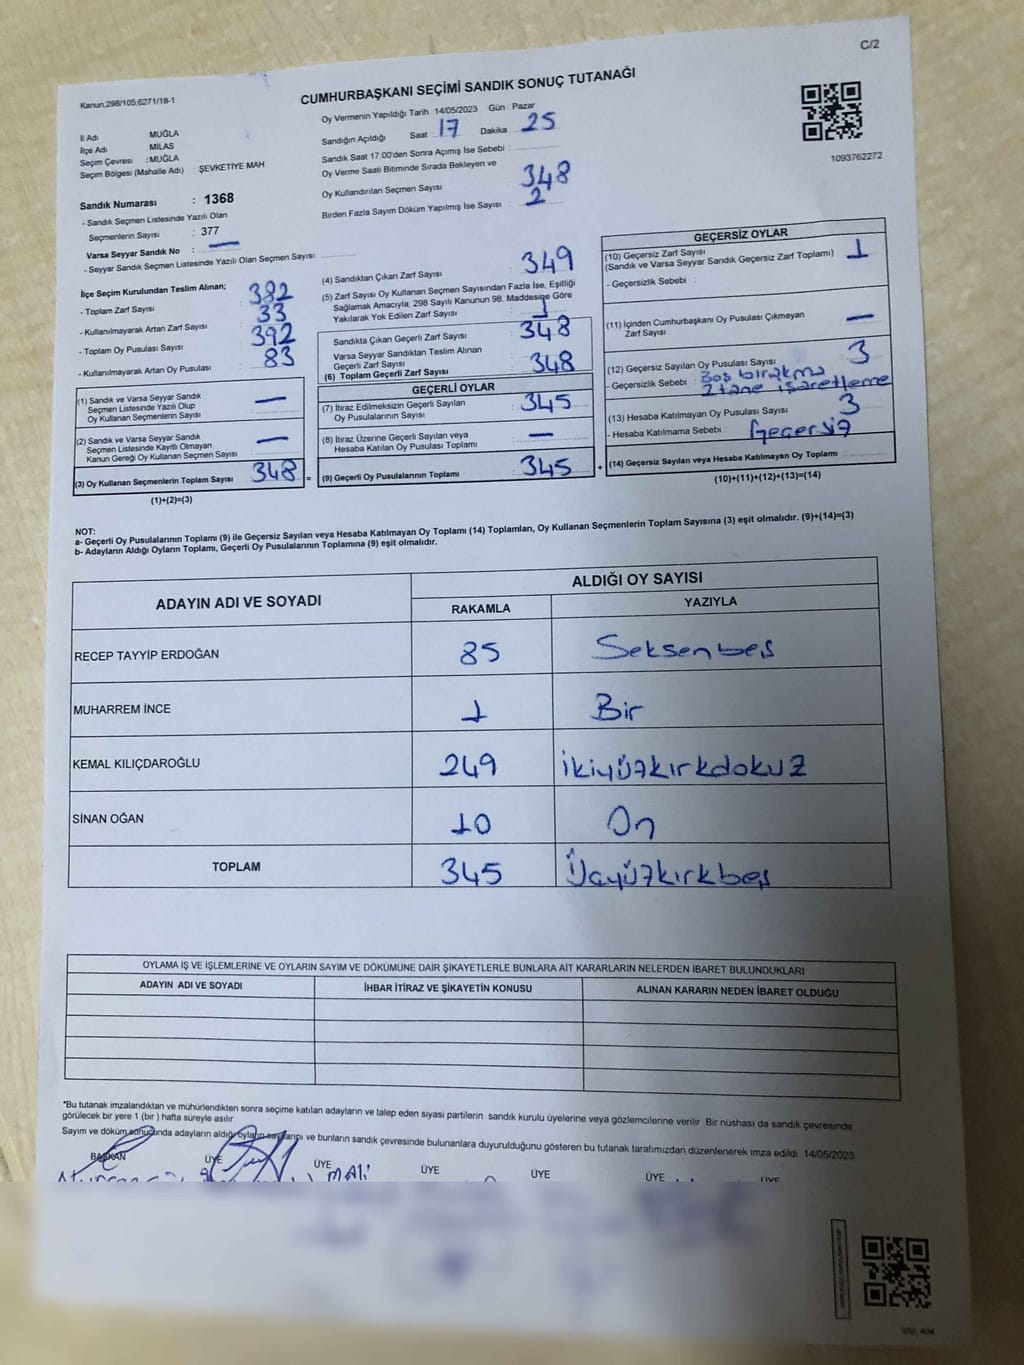 C/2
Kanun;298/105;6271/18-1
CUMHURBAŞKANI SEÇİMİ SANDIK SONUÇ TUTANAĞI
İl Adı MUĞLA
İlçe Adı MİLAS
Seçim Çevresi :MUĞLA
Seçim Bölgesi (Mahalle Adı) ŞEVKETİYE MAH
Sandık Numarası : 1368
- Sandık Seçmen Listesinde Yazılı Olan
Seçmenlerin Sayısı : 377
Varsa Seyyar Sandık No : —
- Seyyar Sandık Seçmen Listesinde Yazılı Olan Seçmen Sayısı:
Oy Vermenin Yapıldığı Tarih : 14/05/2023 Gün : Pazar
Sandığın Açıldığı Saat : 17 Dakika : 25
Sandık Saat 17:00'den Sonra Açımış İse Sebebi :
Oy Verme Saati Bitiminde Sırada Bekleyen ve
Oy Kullandırılan Seçmen Sayısı : 348
Birden Fazla Sayım Döküm Yapılmış İse Sayısı : 2
1093762272
İlçe Seçim Kurulundan Teslim Alınan;
- Toplam Zarf Sayısı : 382
- Kullanılmayarak Artan Zarf Sayısı : 33
- Toplam Oy Pusulası Sayısı : 392
- Kullanılmayarak Artan Oy Pusulası : 83
(1) Sandık ve Varsa Seyyar Sandık
Seçmen Listesinde Yazılı Olup
Oy Kullanan Seçmenlerin Sayısı : —
(2) Sandık ve Varsa Seyyar Sandık
Seçmen Listesinde Kayıtlı Olmayan
Kanun Gereği Oy Kullanan Seçmen Sayısı : —
(3) Oy Kullanan Seçmenlerin Toplam Sayısı : 348 =
(1)+(2)=(3)
(4) Sandıktan Çıkan Zarf Sayısı : 349
(5) Zarf Sayısı Oy Kullanan Seçmen Sayısından Fazla İse, Eşitliği
Sağlamak Amacıyla; 298 Sayılı Kanunun 98. Maddesine Göre
Yakılarak Yok Edilen Zarf Sayısı : 1
Sandıkta Çıkan Geçerli Zarf Sayısı : 348
Varsa Seyyar Sandıktan Teslim Alınan
Geçerli Zarf Sayısı :
(6) Toplam Geçerli Zarf Sayısı : 348
GEÇERLİ OYLAR
(7) İtiraz Edilmeksizin Geçerli Sayılan
Oy Pusulalarının Sayısı : 345
(8) İtiraz Üzerine Geçerli Sayılan veya
Hesaba Katılan Oy Pusulası Toplamı : —
(9) Geçerli Oy Pusulalarının Toplamı : 345 +
GEÇERSİZ OYLAR
(10) Geçersiz Zarf Sayısı
(Sandık ve Varsa Seyyar Sandık Geçersiz Zarf Toplamı) : 1
- Geçersizlik Sebebi :
(11) İçinden Cumhurbaşkanı Oy Pusulası Çıkmayan
Zarf Sayısı : —
(12) Geçersiz Sayılan Oy Pusulası Sayısı : 3
- Geçersizlik Sebebi : Boş bırakma
2 tane işaretleme
(13) Hesaba Katılmayan Oy Pusulası Sayısı : 3
- Hesaba Katılmama Sebebi : Geçersiz
(14) Geçersiz Sayılan veya Hesaba Katılmayan Oy Toplamı :
(10)+(11)+(12)+(13)=(14)
NOT:
a- Geçerli Oy Pusulalarının Toplamı (9) ile Geçersiz Sayılan veya Hesaba Katılmayan Oy Toplamı (14) Toplamları, Oy Kullanan Seçmenlerin Toplam Sayısına (3) eşit olmalıdır. (9)+(14)=(3)
b- Adayların Aldığı Oyların Toplamı, Geçerli Oy Pusulalarının Toplamına (9) eşit olmalıdır.
ADAYIN ADI VE SOYADI ALDIĞI OY SAYISI
RAKAMLA YAZIYLA
RECEP TAYYİP ERDOĞAN 85 Seksenbeş
MUHARREM İNCE 1 Bir
KEMAL KILIÇDAROĞLU 249 ikiyüzkırkdokuz
SİNAN OĞAN 10 On
TOPLAM 345 Üçyüzkırkbeş
OYLAMA İŞ VE İŞLEMLERİNE VE OYLARIN SAYIM VE DÖKÜMÜNE DAİR ŞİKAYETLERLE BUNLARA AİT KARARLARIN NELERDEN İBARET BULUNDUKLARI
ADAYIN ADI VE SOYADI İHBAR İTİRAZ VE ŞİKAYETİN KONUSU ALINAN KARARIN NEDEN İBARET OLDUĞU
*Bu tutanak imzalandıktan ve mühürlendikten sonra seçime katılan adayların ve talep eden siyasi partilerin sandık kurulu üyelerine veya gözlemcilerine verilir. Bir nüshası da sandık çevresinde
görülecek bir yere 1 (bir ) hafta süreyle asılır.
Sayım ve döküm sonucunda adayların aldığı oyların sayılarıpı ve bunların sandık çevresinde bulunanlara duyurulduğunu gösteren bu tutanak tarafımızdan düzenlenerek imza edildi. 14/05/2023
BAŞKAN ÜYE ÜYE ÜYE ÜYE ÜYE ÜYE